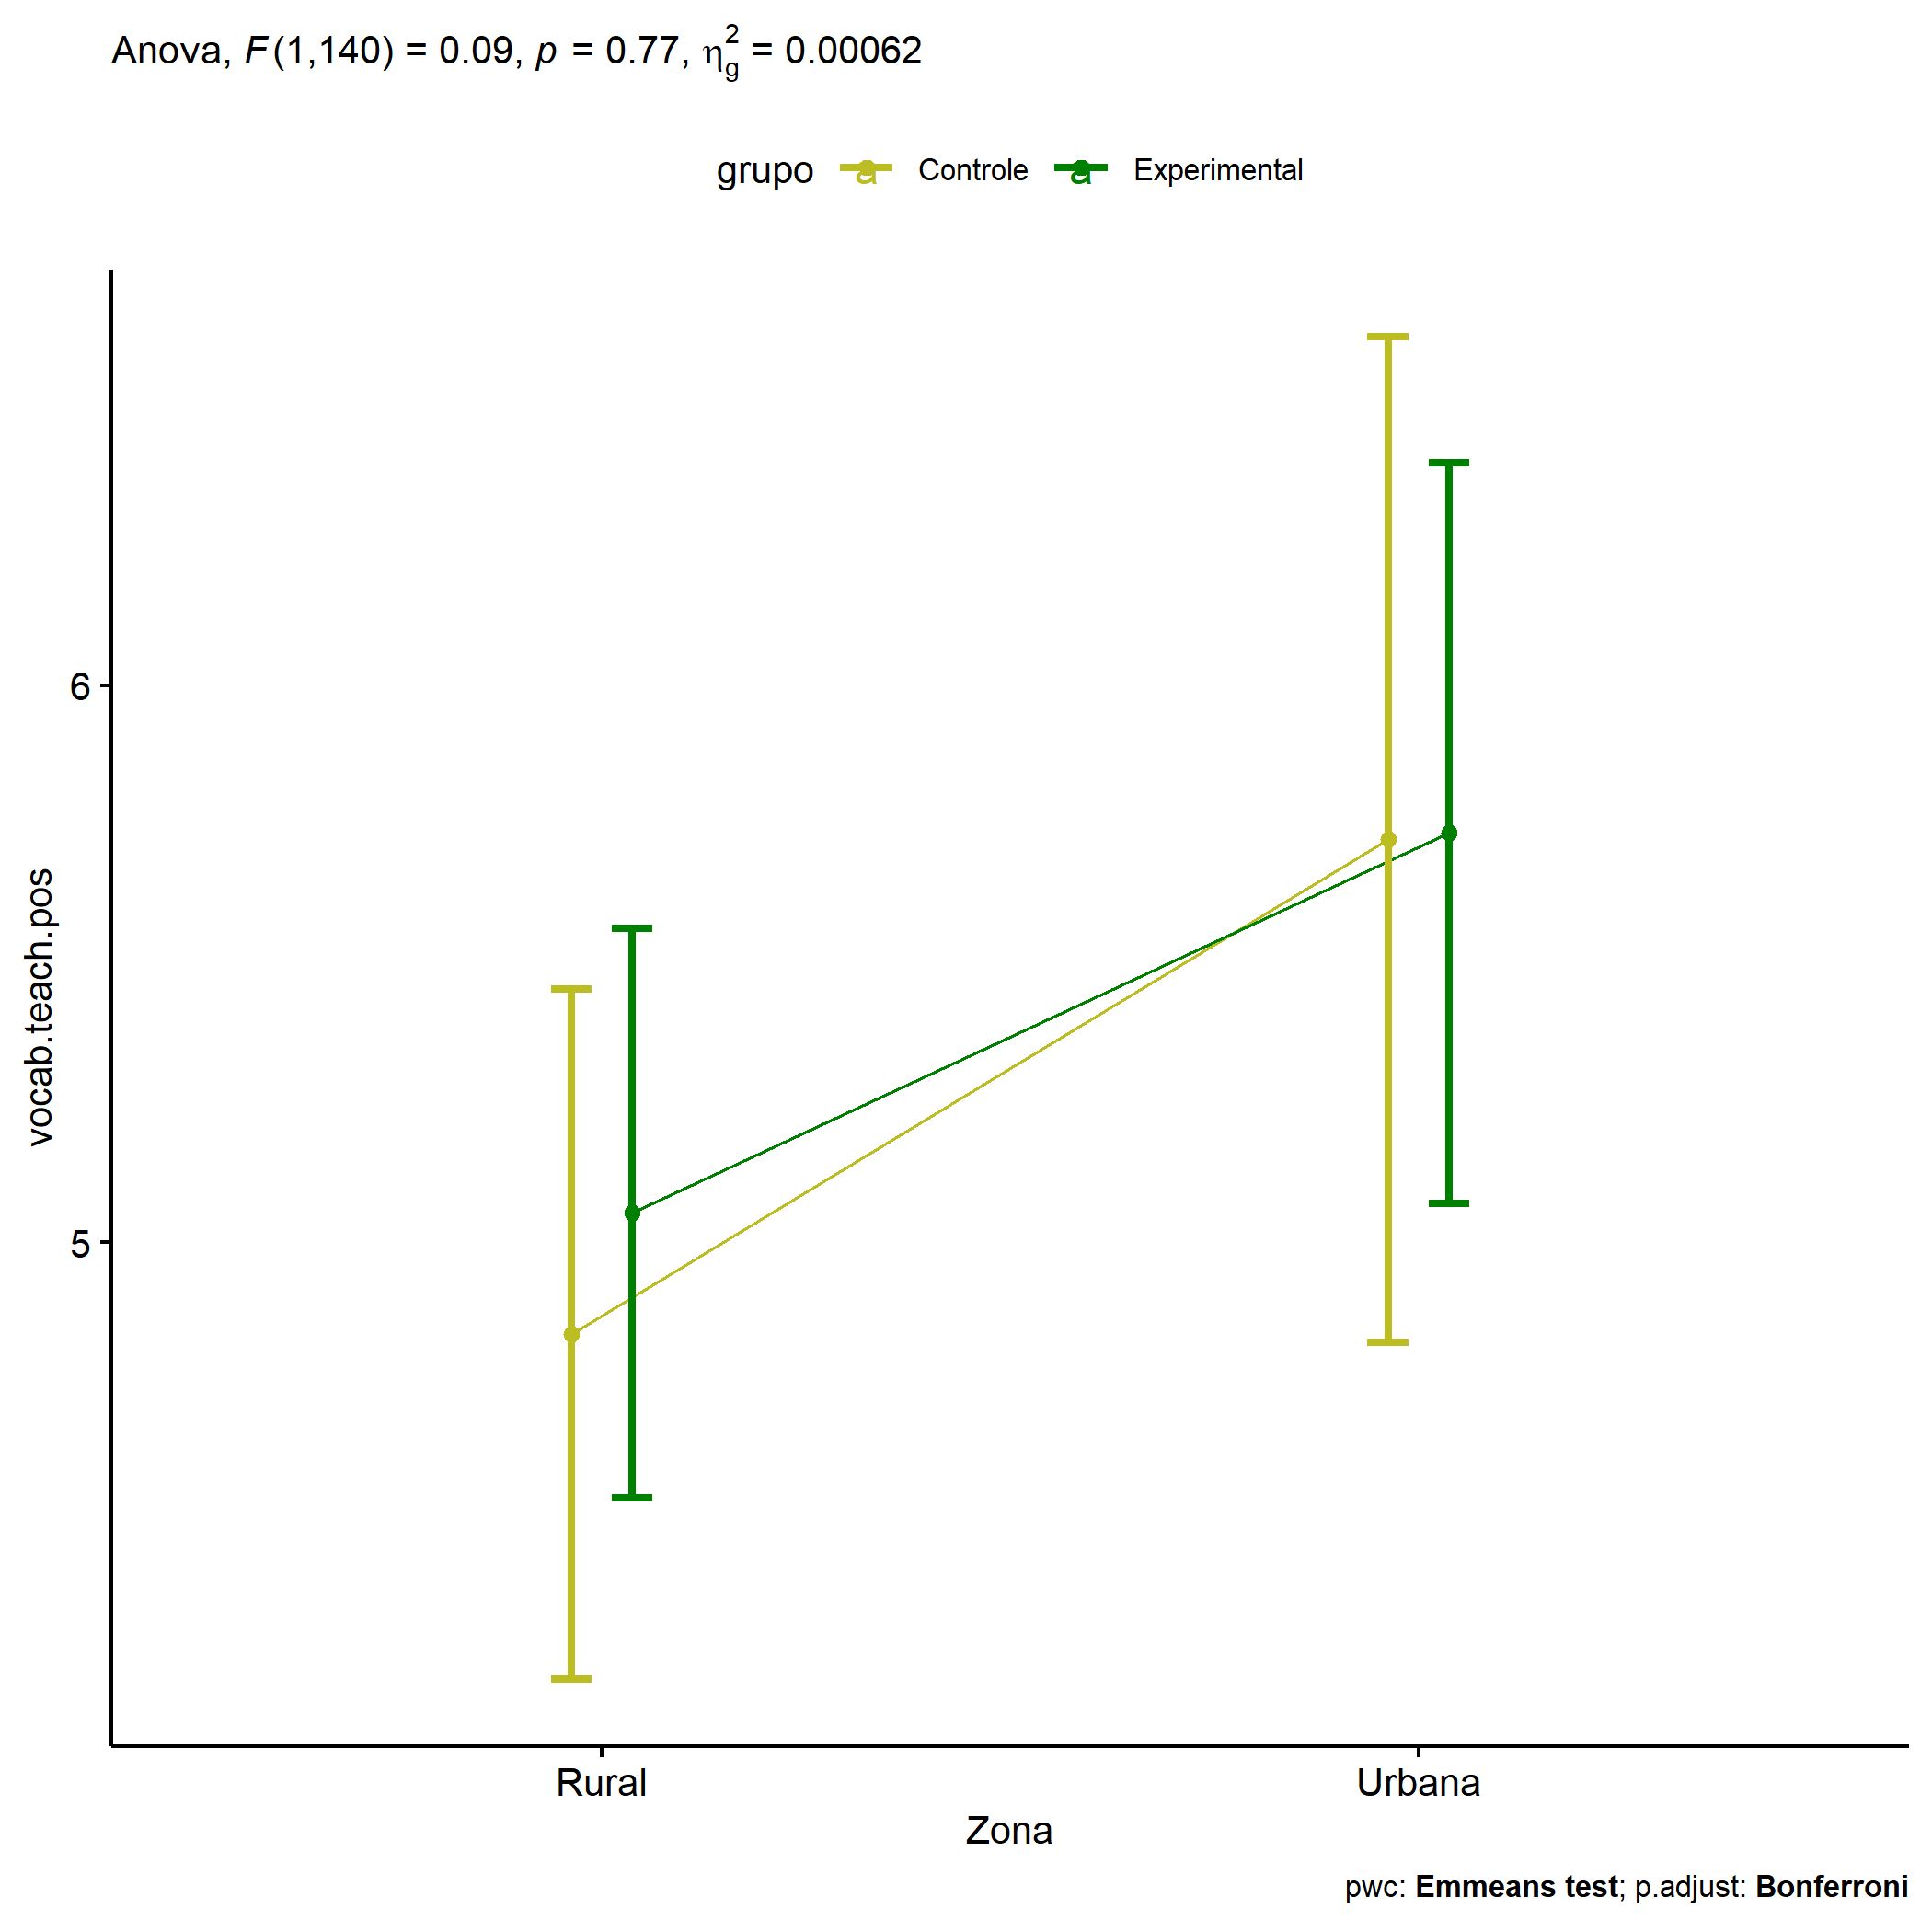 Anova, F(1,140) = 0.09, p = 0.77, η²g = 0.00062
grupo a Controle a Experimental
6
5
vocab.teach.pos
Rural Urbana
Zona
pwc: Emmeans test; p.adjust: Bonferroni